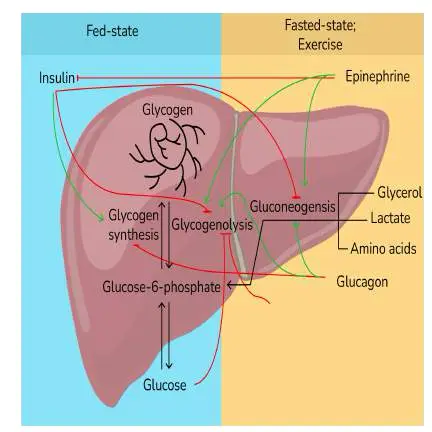 Fed-state
Fasted-state;
Exercise
Insulin
Epinephrine
Glycogen
Glycogen
synthesis
Glycogenolysis
Gluconeogensis
Glycerol
Lactate
Amino acids
Glucagon
Glucose-6-phosphate
Glucose